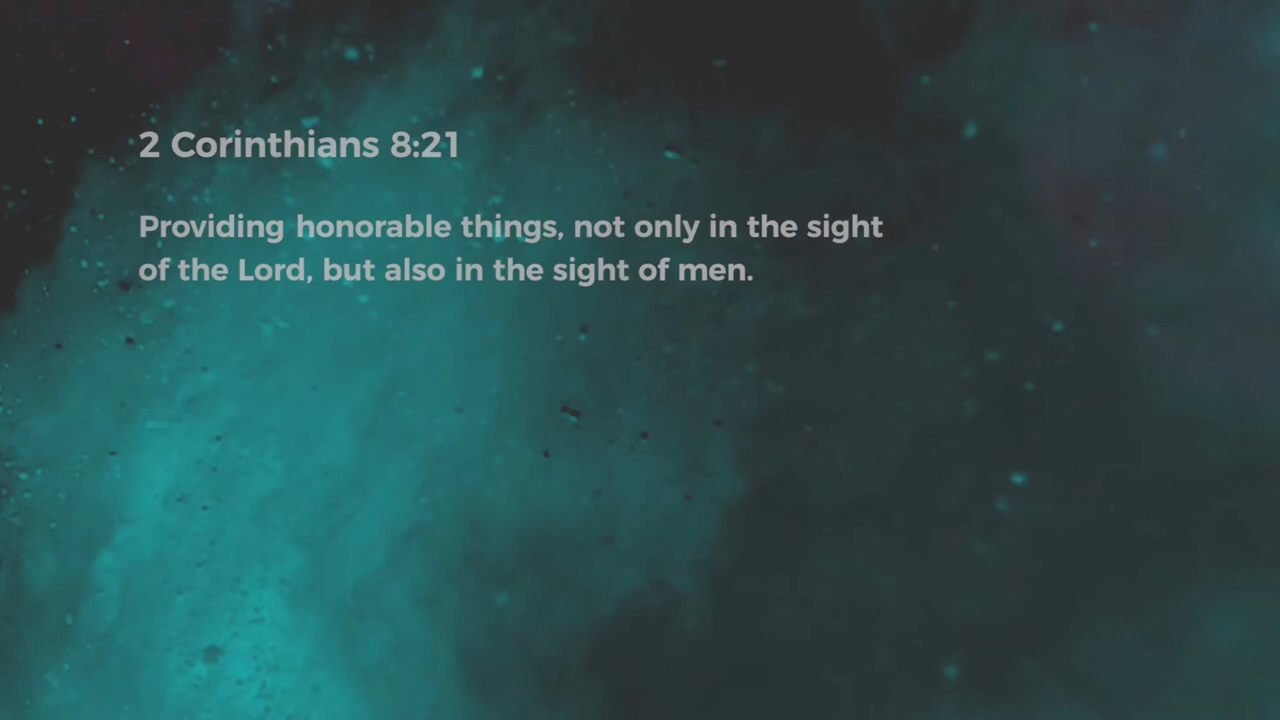 2 Corinthians 8:21
Providing honorable things, not only in the sight
of the Lord, but also in the sight of men.